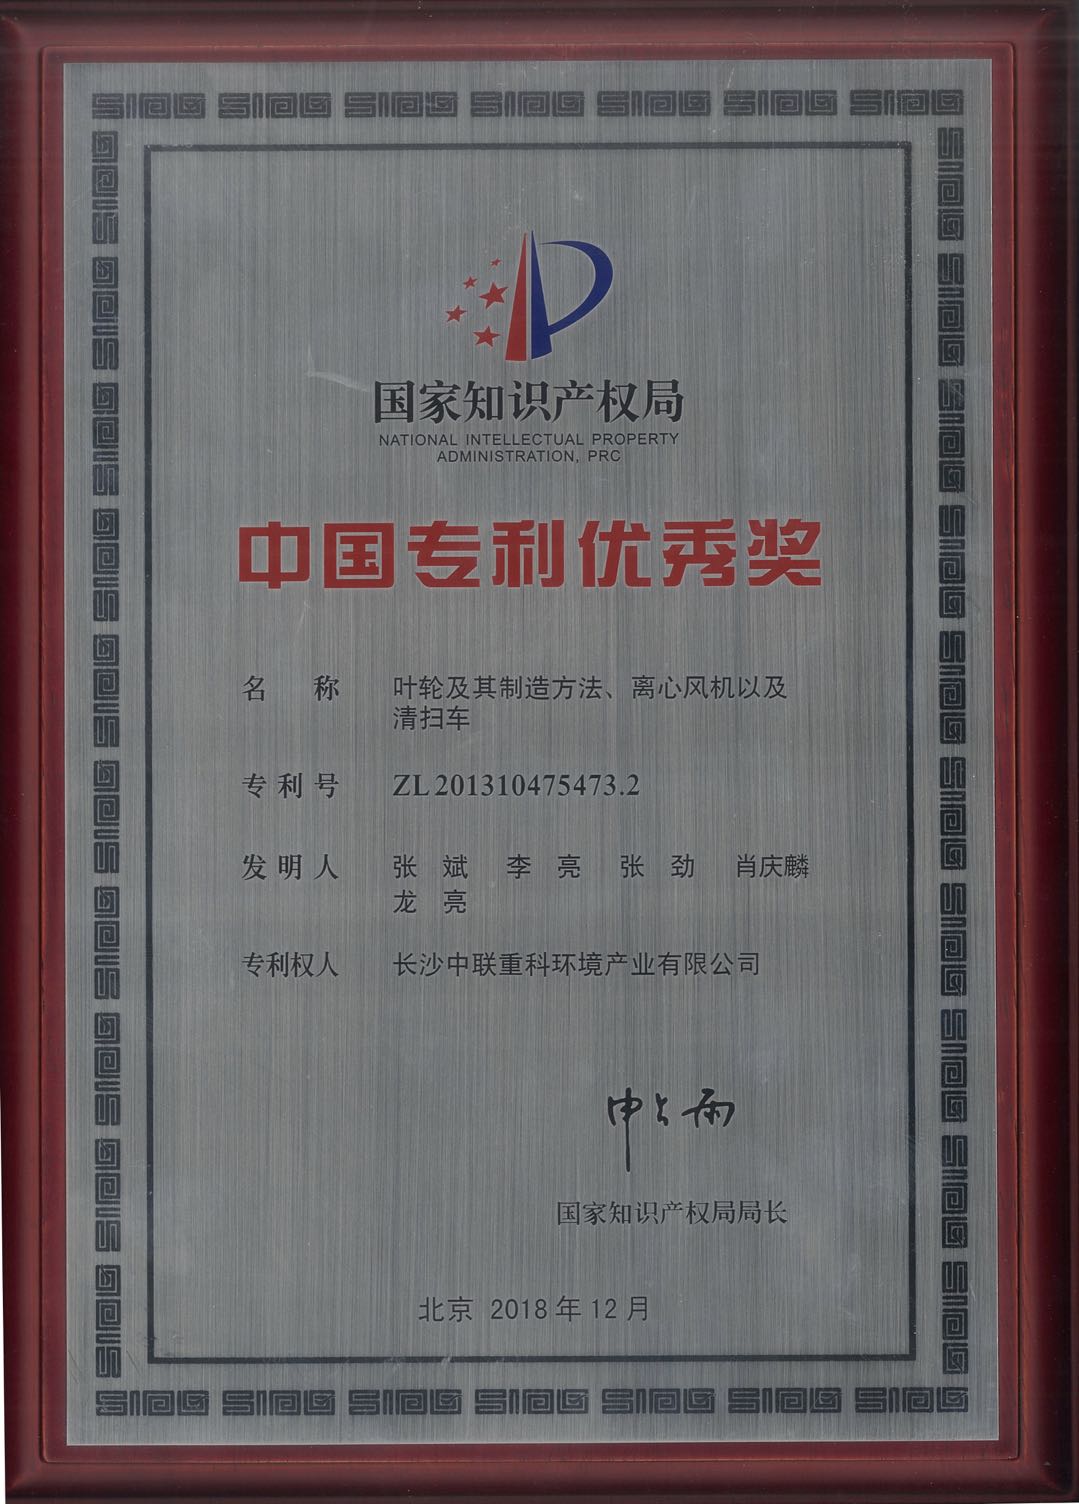 国家知识产权局
NATIONAL INTELLECTUAL PROPERTY
ADMINISTRATION, PRC
中国专利优秀奖
名 称 叶轮及其制造方法、离心风机以及
清扫车
专利号 ZL 201310475473.2
发明人 张 斌 李 亮 张 劲 肖庆麟
龙 亮
专利权人 长沙中联重科环境产业有限公司
申长雨
国家知识产权局局长
北京 2018年12月